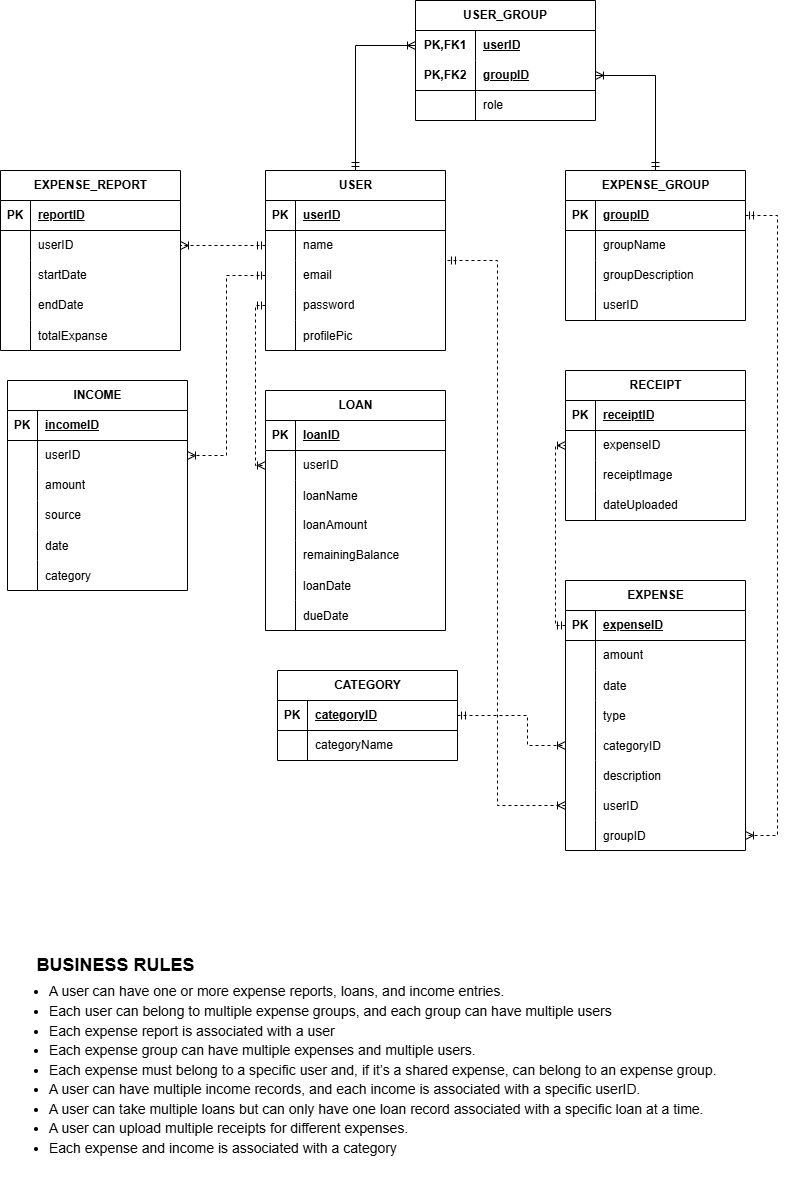 USER_GROUP
PK,FK1 userID
PK,FK2 groupID
role
EXPENSE_REPORT
PK reportID
userID
startDate
endDate
totalExpanse
USER
PK userID
name
email
password
profilePic
EXPENSE_GROUP
PK groupID
groupName
groupDescription
userID
INCOME
PK incomeID
userID
amount
source
date
category
LOAN
PK loanID
userID
loanName
loanAmount
remainingBalance
loanDate
dueDate
RECEIPT
PK receiptID
expenseID
receiptImage
dateUploaded
CATEGORY
PK categoryID
categoryName
EXPENSE
PK expenseID
amount
date
type
categoryID
description
userID
groupID
BUSINESS RULES
• A user can have one or more expense reports, loans, and income entries.
• Each user can belong to multiple expense groups, and each group can have multiple users
• Each expense report is associated with a user
• Each expense group can have multiple expenses and multiple users.
• Each expense must belong to a specific user and, if it's a shared expense, can belong to an expense group.
• A user can have multiple income records, and each income is associated with a specific userID.
• A user can take multiple loans but can only have one loan record associated with a specific loan at a time.
• A user can upload multiple receipts for different expenses.
• Each expense and income is associated with a category